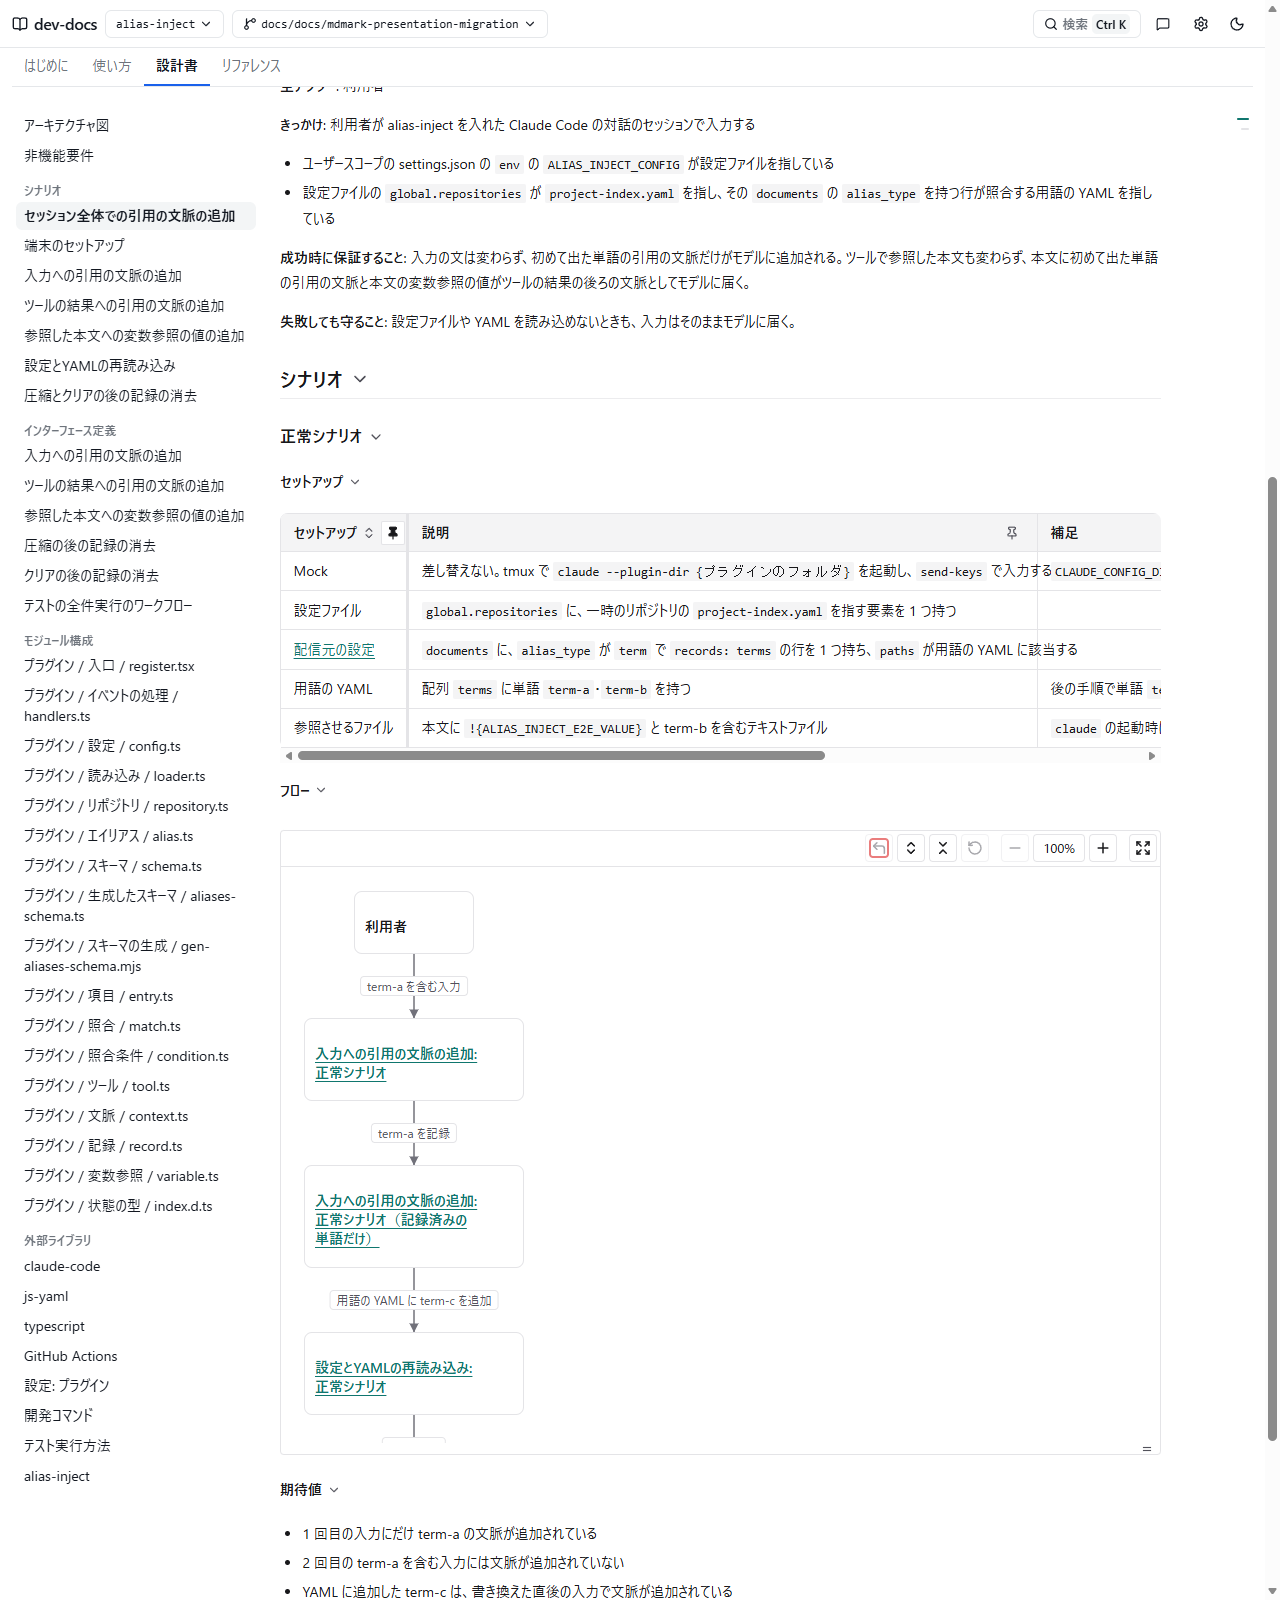 dev-docs
alias-inject
docs/docs/mdmark-presentation-migration
検索 Ctrl K
はじめに
使い方
設計書
リファレンス
アーキテクチャ図
非機能要件
シナリオ
セッション全体での引用の文脈の追加
端末のセットアップ
入力への引用の文脈の追加
ツールの結果への引用の文脈の追加
参照した本文への変数参照の値の追加
設定とYAMLの再読み込み
圧縮とクリアの後の記録の消去
インターフェース定義
入力への引用の文脈の追加
ツールの結果への引用の文脈の追加
参照した本文への変数参照の値の追加
圧縮の後の記録の消去
クリアの後の記録の消去
テストの全件実行のワークフロー
モジュール構成
プラグイン / 入口 / register.tsx
プラグイン / イベントの処理 /
handlers.ts
プラグイン / 設定 / config.ts
プラグイン / 読み込み / loader.ts
プラグイン / リポジトリ / repository.ts
プラグイン / エイリアス / alias.ts
プラグイン / スキーマ / schema.ts
プラグイン / 生成したスキーマ / aliases-
schema.ts
プラグイン / スキーマの生成 / gen-
aliases-schema.mjs
プラグイン / 項目 / entry.ts
プラグイン / 照合 / match.ts
プラグイン / 照合条件 / condition.ts
プラグイン / ツール / tool.ts
プラグイン / 文脈 / context.ts
プラグイン / 記録 / record.ts
プラグイン / 変数参照 / variable.ts
プラグイン / 状態の型 / index.d.ts
外部ライブラリ
claude-code
js-yaml
typescript
GitHub Actions
設定: プラグイン
開発コマンド
テスト実行方法
alias-inject
きっかけ: 利用者が alias-inject を入れた Claude Code の対話のセッションで入力する
• ユーザースコープの settings.json の env の ALIAS_INJECT_CONFIG が設定ファイルを指している
• 設定ファイルの global.repositories が project-index.yaml を指し、その documents の alias_type を持つ行が照合する用語の YAML を指し
ている
成功時に保証すること: 入力の文は変わらず、初めて出た単語の引用の文脈だけがモデルに追加される。ツールで参照した本文も変わらず、本文に初めて出た単語
の引用の文脈と本文の変数参照の値がツールの結果の後ろの文脈としてモデルに届く。
失敗しても守ること: 設定ファイルや YAML を読み込めないときも、入力はそのままモデルに届く。
シナリオ
正常シナリオ
セットアップ
セットアップ 説明 補足
Mock 差し替えない。tmux で claude --plugin-dir {プラグインのフォルダ} を起動し、send-keys で入力する CLAUDE_CONFIG_D
設定ファイル global.repositories に、一時のリポジトリの project-index.yaml を指す要素を 1 つ持つ
配信元の設定 documents に、alias_type が term で records: terms の行を 1 つ持ち、paths が用語の YAML に該当する
用語の YAML 配列 terms に単語 term-a・term-b を持つ 後の手順で単語 te
参照させるファイル 本文に !{ALIAS_INJECT_E2E_VALUE} と term-b を含むテキストファイル claude の起動時
フロー
100%
利用者
term-a を含む入力
入力への引用の文脈の追加:
正常シナリオ
term-a を記録
入力への引用の文脈の追加:
正常シナリオ（記録済みの
単語だけ）
用語の YAML に term-c を追加
設定とYAMLの再読み込み:
正常シナリオ
期待値
• 1 回目の入力にだけ term-a の文脈が追加されている
• 2 回目の term-a を含む入力には文脈が追加されていない
• YAML に追加した term-c は、書き換えた直後の入力で文脈が追加されている